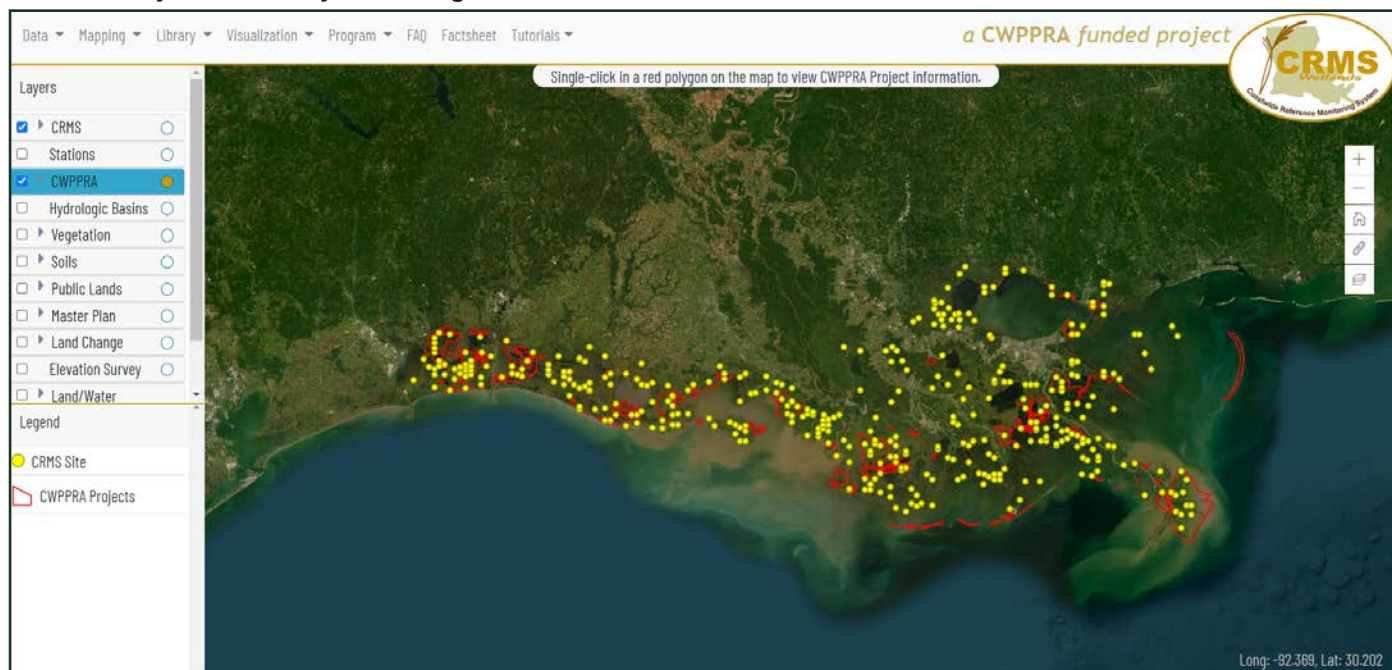 Data Mapping Library Visualization Program FAQ Factsheet Tutorials
a CWPPRA funded project
CRMS
Wetlands
Coastwide Reference Monitoring System
Single-click in a red polygon on the map to view CWPPRA Project information.
Layers
CRMS
Stations
CWPPRA
Hydrologic Basins
Vegetation
Soils
Public Lands
Master Plan
Land Change
Elevation Survey
Land/Water
Legend
CRMS Site
CWPPRA Projects
Long: -92.369, Lat: 30.202